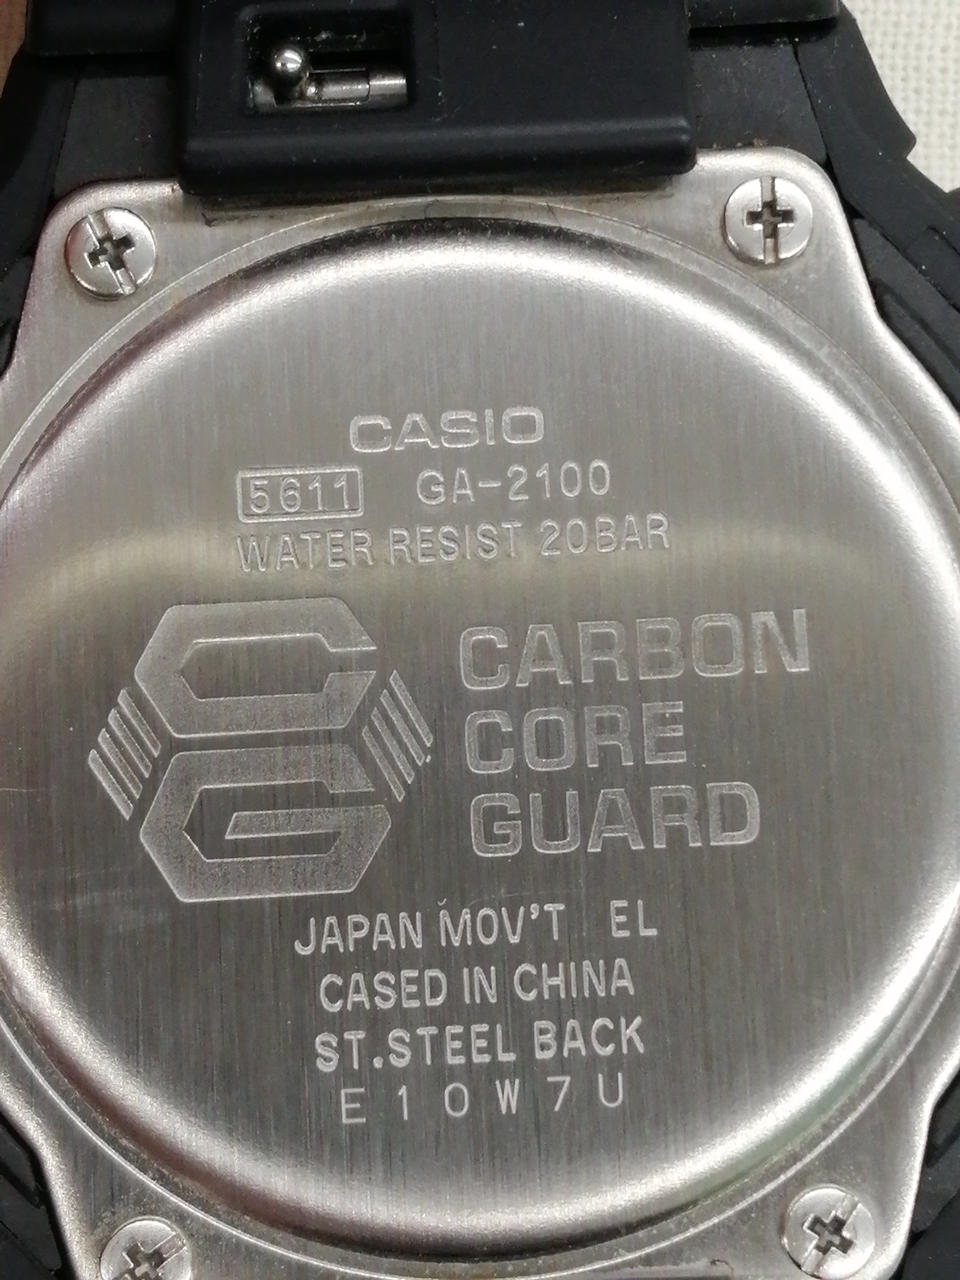 CASIO
5611 GA-2100
WATER RESIST 20BAR
CG
CARBON
CORE
GUARD
JAPAN MOV'T EL
CASED IN CHINA
ST.STEEL BACK
E10W7U